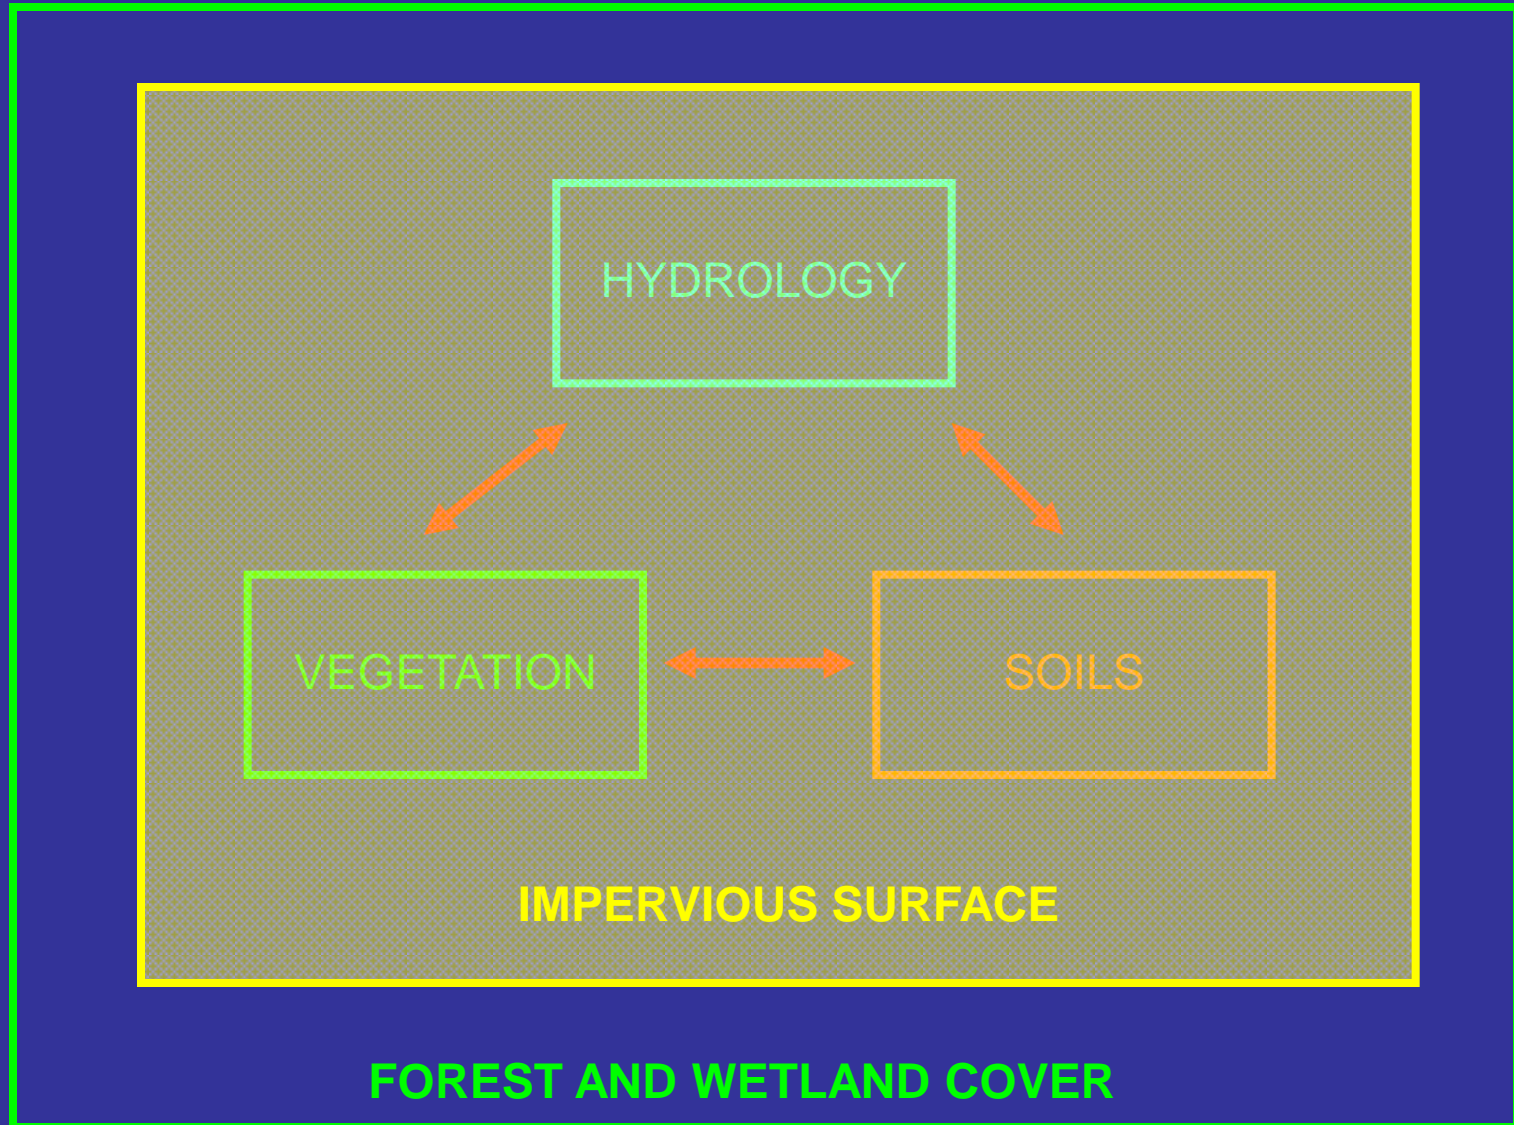 HYDROLOGY
VEGETATION
SOILS
IMPERVIOUS SURFACE
FOREST AND WETLAND COVER